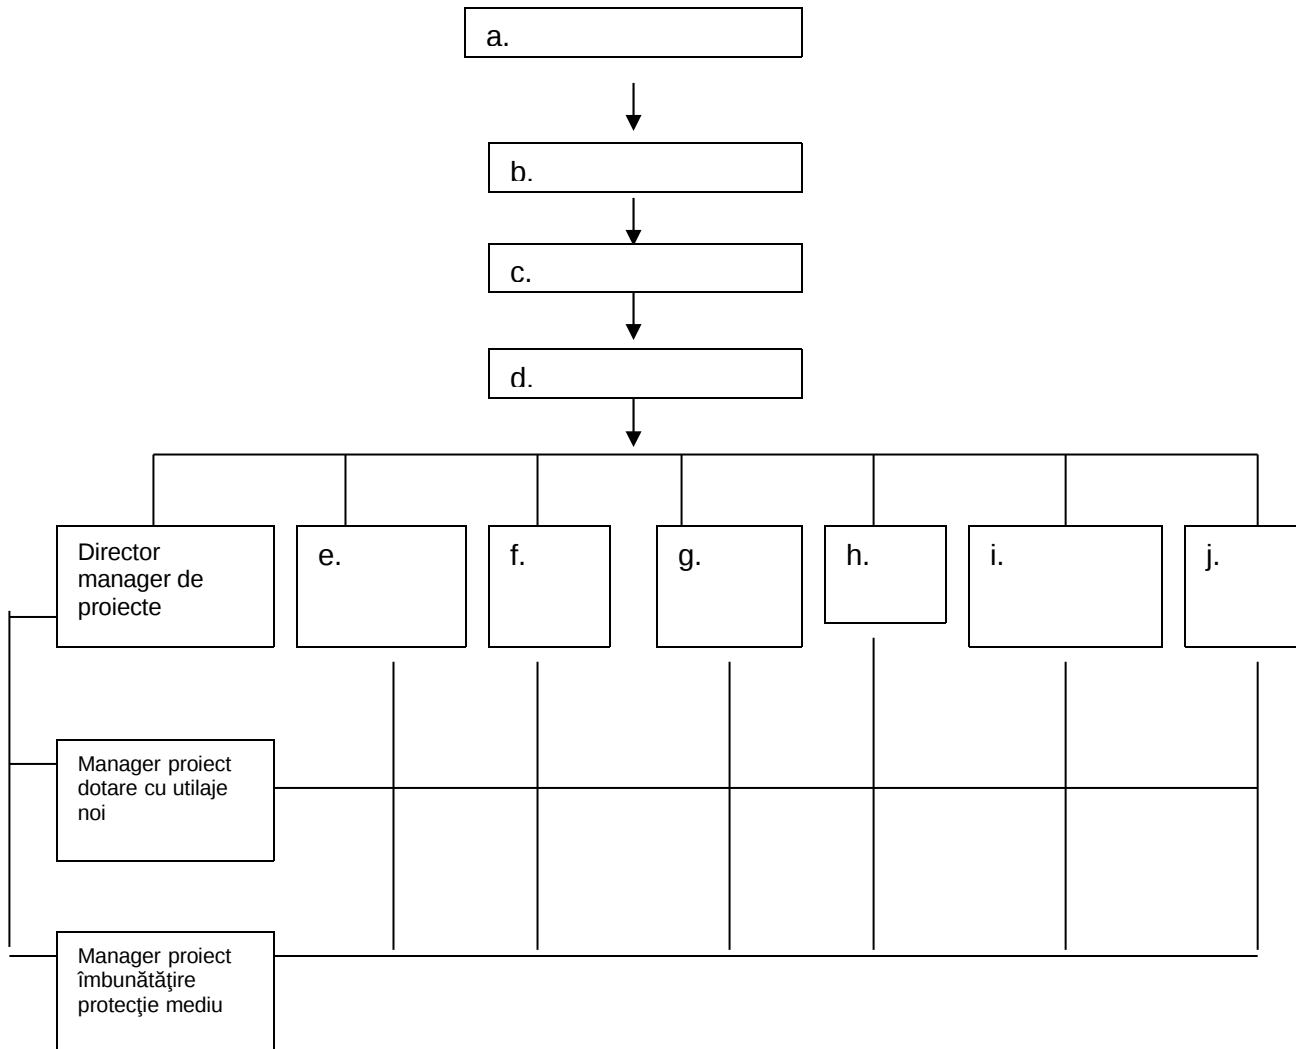 a.
b.
c.
d.
Director
manager de
proiecte
e.
f.
g.
h.
i.
j.
Manager proiect
dotare cu utilaje
noi
Manager proiect
îmbunătăţire
protecţie mediu